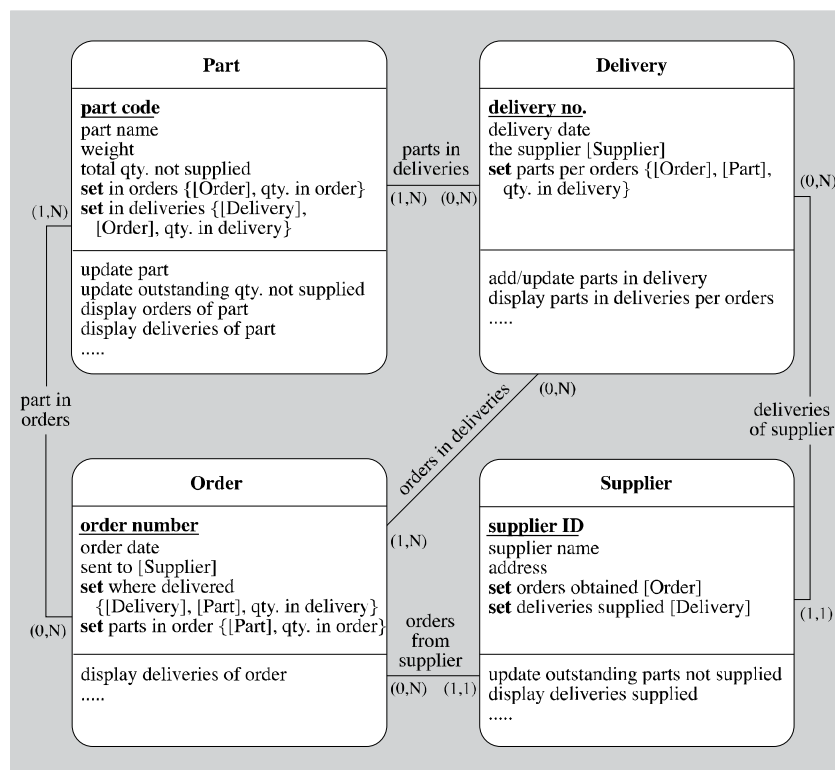 Part
part code
part name
weight
total qty. not supplied
set in orders {[Order], qty. in order}
set in deliveries {[Delivery],
[Order], qty. in delivery}
update part
update outstanding qty. not supplied
display orders of part
display deliveries of part
.....
parts in
deliveries
(1,N) (0,N)
Delivery
delivery no.
delivery date
the supplier [Supplier]
set parts per orders {[Order], [Part],
qty. in delivery}
add/update parts in delivery
display parts in deliveries per orders
.....
(1,N)
part in
orders
(0,N)
(0,N)
orders in deliveries
(1,N)
(0,N)
deliveries
of supplier
(1,1)
Order
order number
order date
sent to [Supplier]
set where delivered
{[Delivery], [Part], qty. in delivery}
set parts in order {[Part], qty. in order}
display deliveries of order
.....
orders
from
supplier
(0,N) (1,1)
Supplier
supplier ID
supplier name
address
set orders obtained [Order]
set deliveries supplied [Delivery]
update outstanding parts not supplied
display deliveries supplied
.....